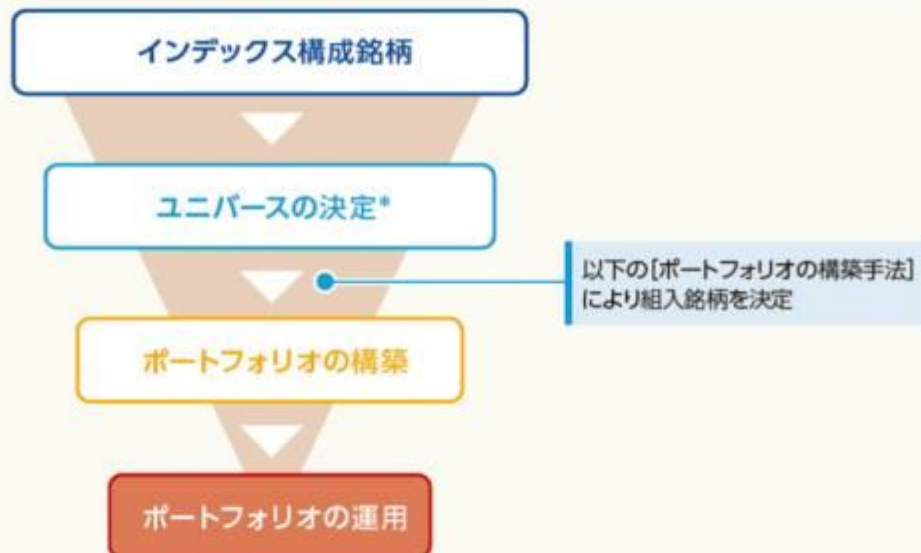 インデックス構成銘柄
ユニバースの決定*
以下の[ポートフォリオの構築手法]
により組入銘柄を決定
ポートフォリオの構築
ポートフォリオの運用